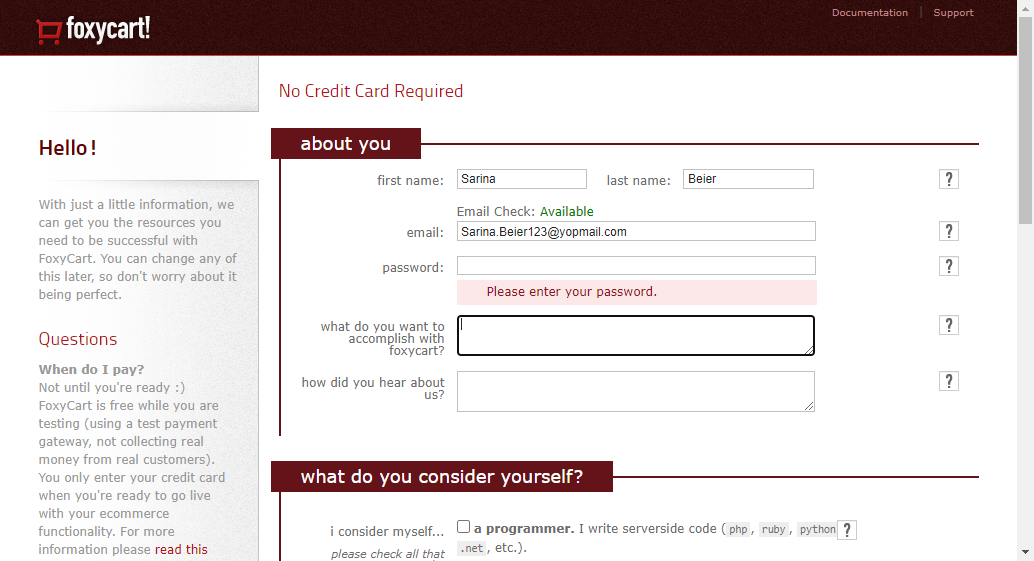 foxycart!
Documentation | Support
No Credit Card Required
Hello!
With just a little information, we
can get you the resources you
need to be successful with
FoxyCart. You can change any of
this later, so don't worry about it
being perfect.
Questions
When do I pay?
Not until you're ready :)
FoxyCart is free while you are
testing (using a test payment
gateway, not collecting real
money from real customers).
You only enter your credit card
when you're ready to go live
with your ecommerce
functionality. For more
information please read this
about you
first name: Sarina last name: Beier ?
Email Check: Available
email: Sarina.Beier123@yopmail.com ?
password: ?
Please enter your password.
what do you want to
accomplish with
foxycart? ?
how did you hear about
us? ?
what do you consider yourself?
i consider myself...
please check all that
a programmer. I write serverside code (php, ruby, python ?
.net, etc.).